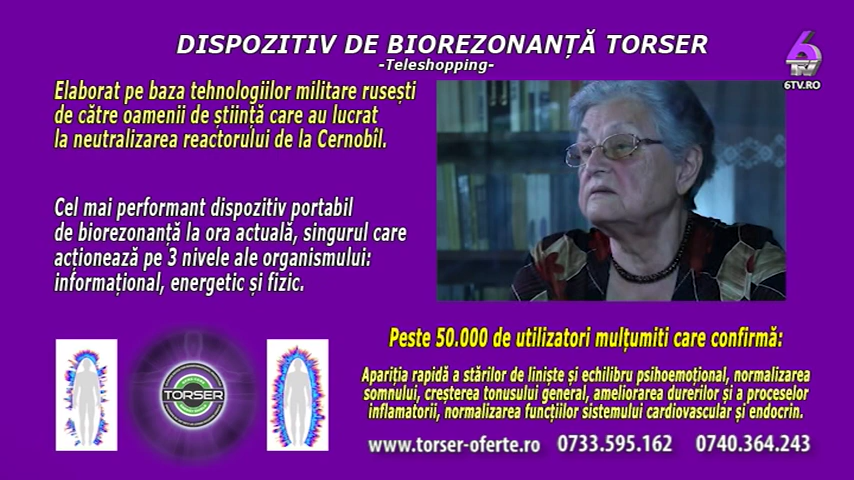 DISPOZITIV DE BIOREZONANȚĂ TORSER
-Teleshopping-
6
TV
6TV.RO
Elaborat pe baza tehnologiilor militare rusești
de către oamenii de știință care au lucrat
la neutralizarea reactorului de la Cernobîl.
Cel mai performant dispozitiv portabil
de biorezonanță la ora actuală, singurul care
acționează pe 3 nivele ale organismului:
informațional, energetic și fizic.
TORSER
Peste 50.000 de utilizatori mulțumiti care confirmă:
Apariția rapidă a stărilor de liniște și echilibru psihoemoțional, normalizarea
somnului, creșterea tonusului general, ameliorarea durerilor și a proceselor
inflamatorii, normalizarea funcțiilor sistemului cardiovascular și endocrin.
www.torser-oferte.ro 0733.595.162 0740.364.243